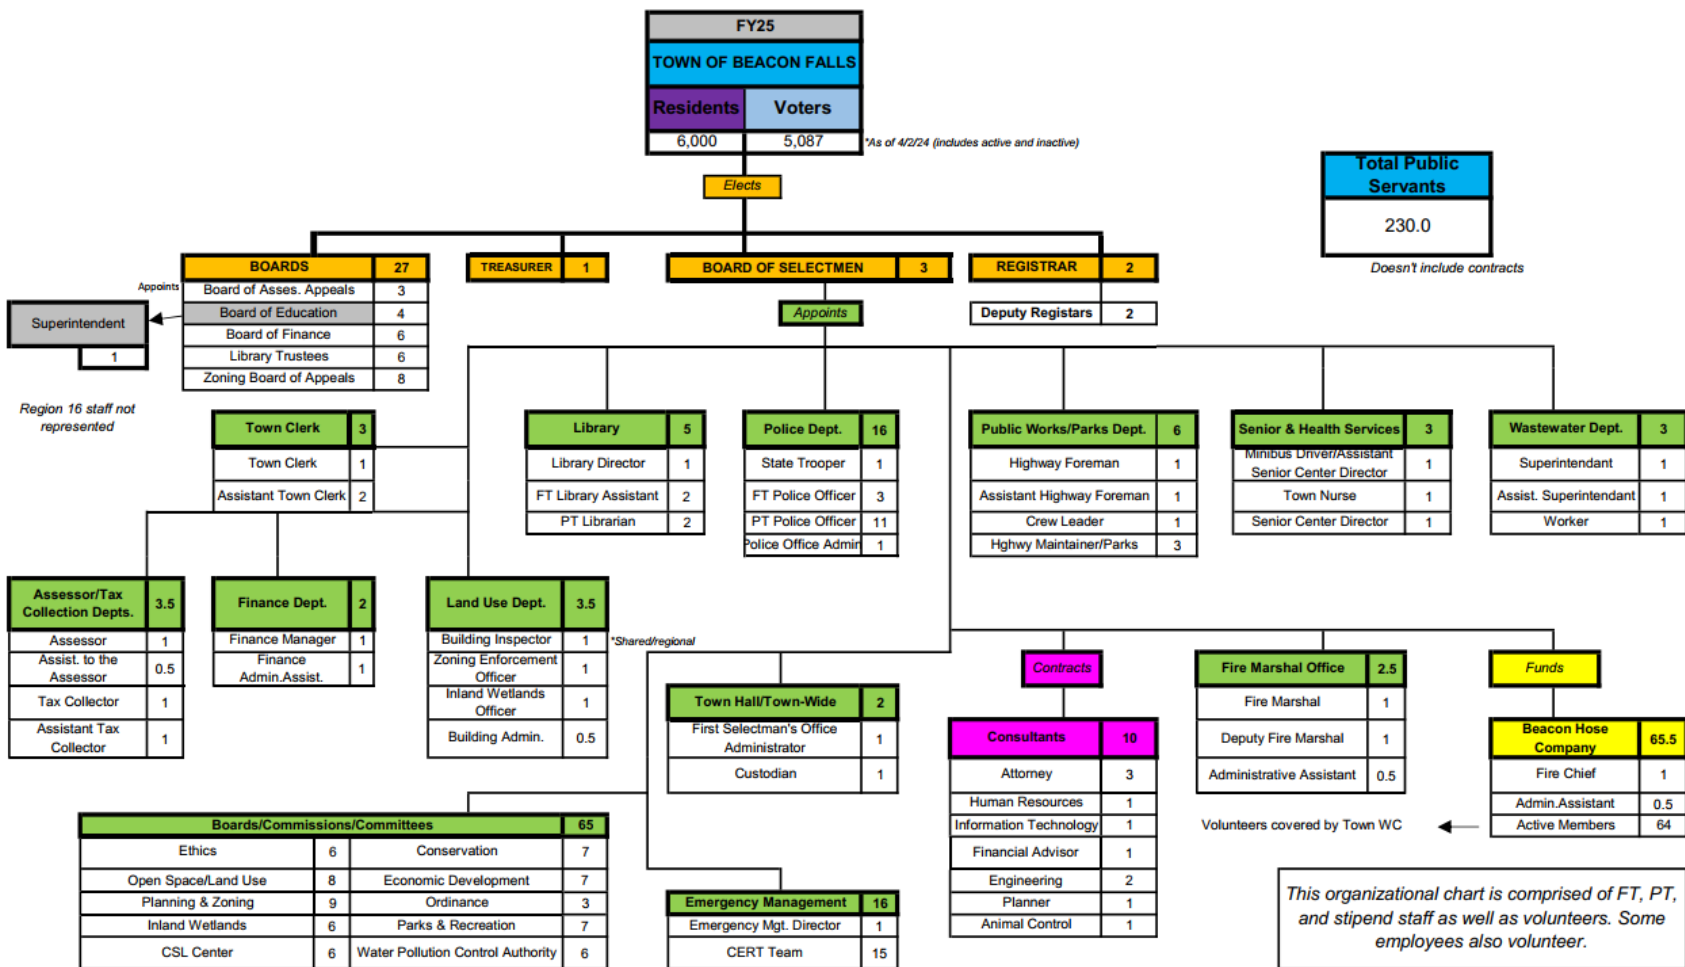 FY25
TOWN OF BEACON FALLS
Residents Voters
6,000 5,087 *As of 4/2/24 (includes active and inactive)
Elects
Total Public
Servants
230.0
Doesn't include contracts
BOARDS 27
Appoints
Board of Asses. Appeals 3
Board of Education 4
Board of Finance 6
Library Trustees 6
Zoning Board of Appeals 8
Superintendent
1
Region 16 staff not
represented
TREASURER 1
BOARD OF SELECTMEN 3
Appoints
REGISTRAR 2
Deputy Registars 2
Town Clerk 3
Town Clerk 1
Assistant Town Clerk 2
Library 5
Library Director 1
FT Library Assistant 2
PT Librarian 2
Police Dept. 16
State Trooper 1
FT Police Officer 3
PT Police Officer 11
Police Office Admin 1
Public Works/Parks Dept. 6
Highway Foreman 1
Assistant Highway Foreman 1
Crew Leader 1
Hghwy Maintainer/Parks 3
Senior & Health Services 3
Minibus Driver/Assistant
Senior Center Director 1
Town Nurse 1
Senior Center Director 1
Wastewater Dept. 3
Superintendant 1
Assist. Superintendant 1
Worker 1
Assessor/Tax
Collection Depts. 3.5
Assessor 1
Assist. to the
Assessor 0.5
Tax Collector 1
Assistant Tax
Collector 1
Finance Dept. 2
Finance Manager 1
Finance
Admin.Assist. 1
Land Use Dept. 3.5
Building Inspector 1 *Shared/regional
Zoning Enforcement
Officer 1
Inland Wetlands
Officer 1
Building Admin. 0.5
Town Hall/Town-Wide 2
First Selectman's Office
Administrator 1
Custodian 1
Contracts
Consultants 10
Attorney 3
Human Resources 1
Information Technology 1
Financial Advisor 1
Engineering 2
Planner 1
Animal Control 1
Fire Marshal Office 2.5
Fire Marshal 1
Deputy Fire Marshal 1
Administrative Assistant 0.5
Funds
Beacon Hose
Company 65.5
Fire Chief 1
Admin.Assistant 0.5
Active Members 64
Volunteers covered by Town WC
Boards/Commissions/Committees 65
Ethics 6 Conservation 7
Open Space/Land Use 8 Economic Development 7
Planning & Zoning 9 Ordinance 3
Inland Wetlands 6 Parks & Recreation 7
CSL Center 6 Water Pollution Control Authority 6
Emergency Management 16
Emergency Mgt. Director 1
CERT Team 15
This organizational chart is comprised of FT, PT,
and stipend staff as well as volunteers. Some
employees also volunteer.